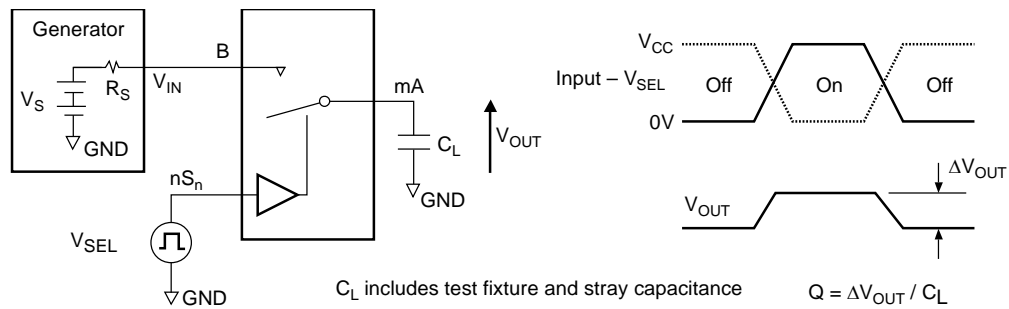 Generator
V_S
R_S
GND
V_IN
B
mA
C_L
GND
V_OUT
nS_n
V_SEL
GND
V_CC
Input – V_SEL
Off
On
Off
0V
V_OUT
ΔV_OUT
C_L includes test fixture and stray capacitance
Q = ΔV_OUT / C_L